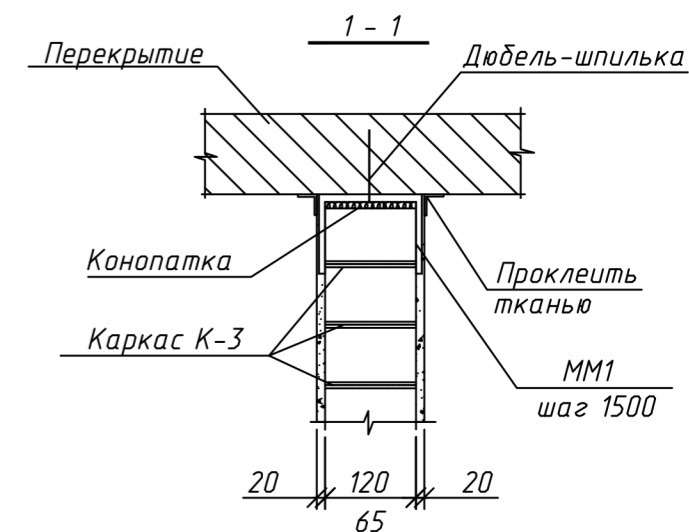 1 - 1
Перекрытие
Дюбель-шпилька
Конопатка
Проклеить
тканью
Каркас К-3
ММ1
шаг 1500
20 120 20
65